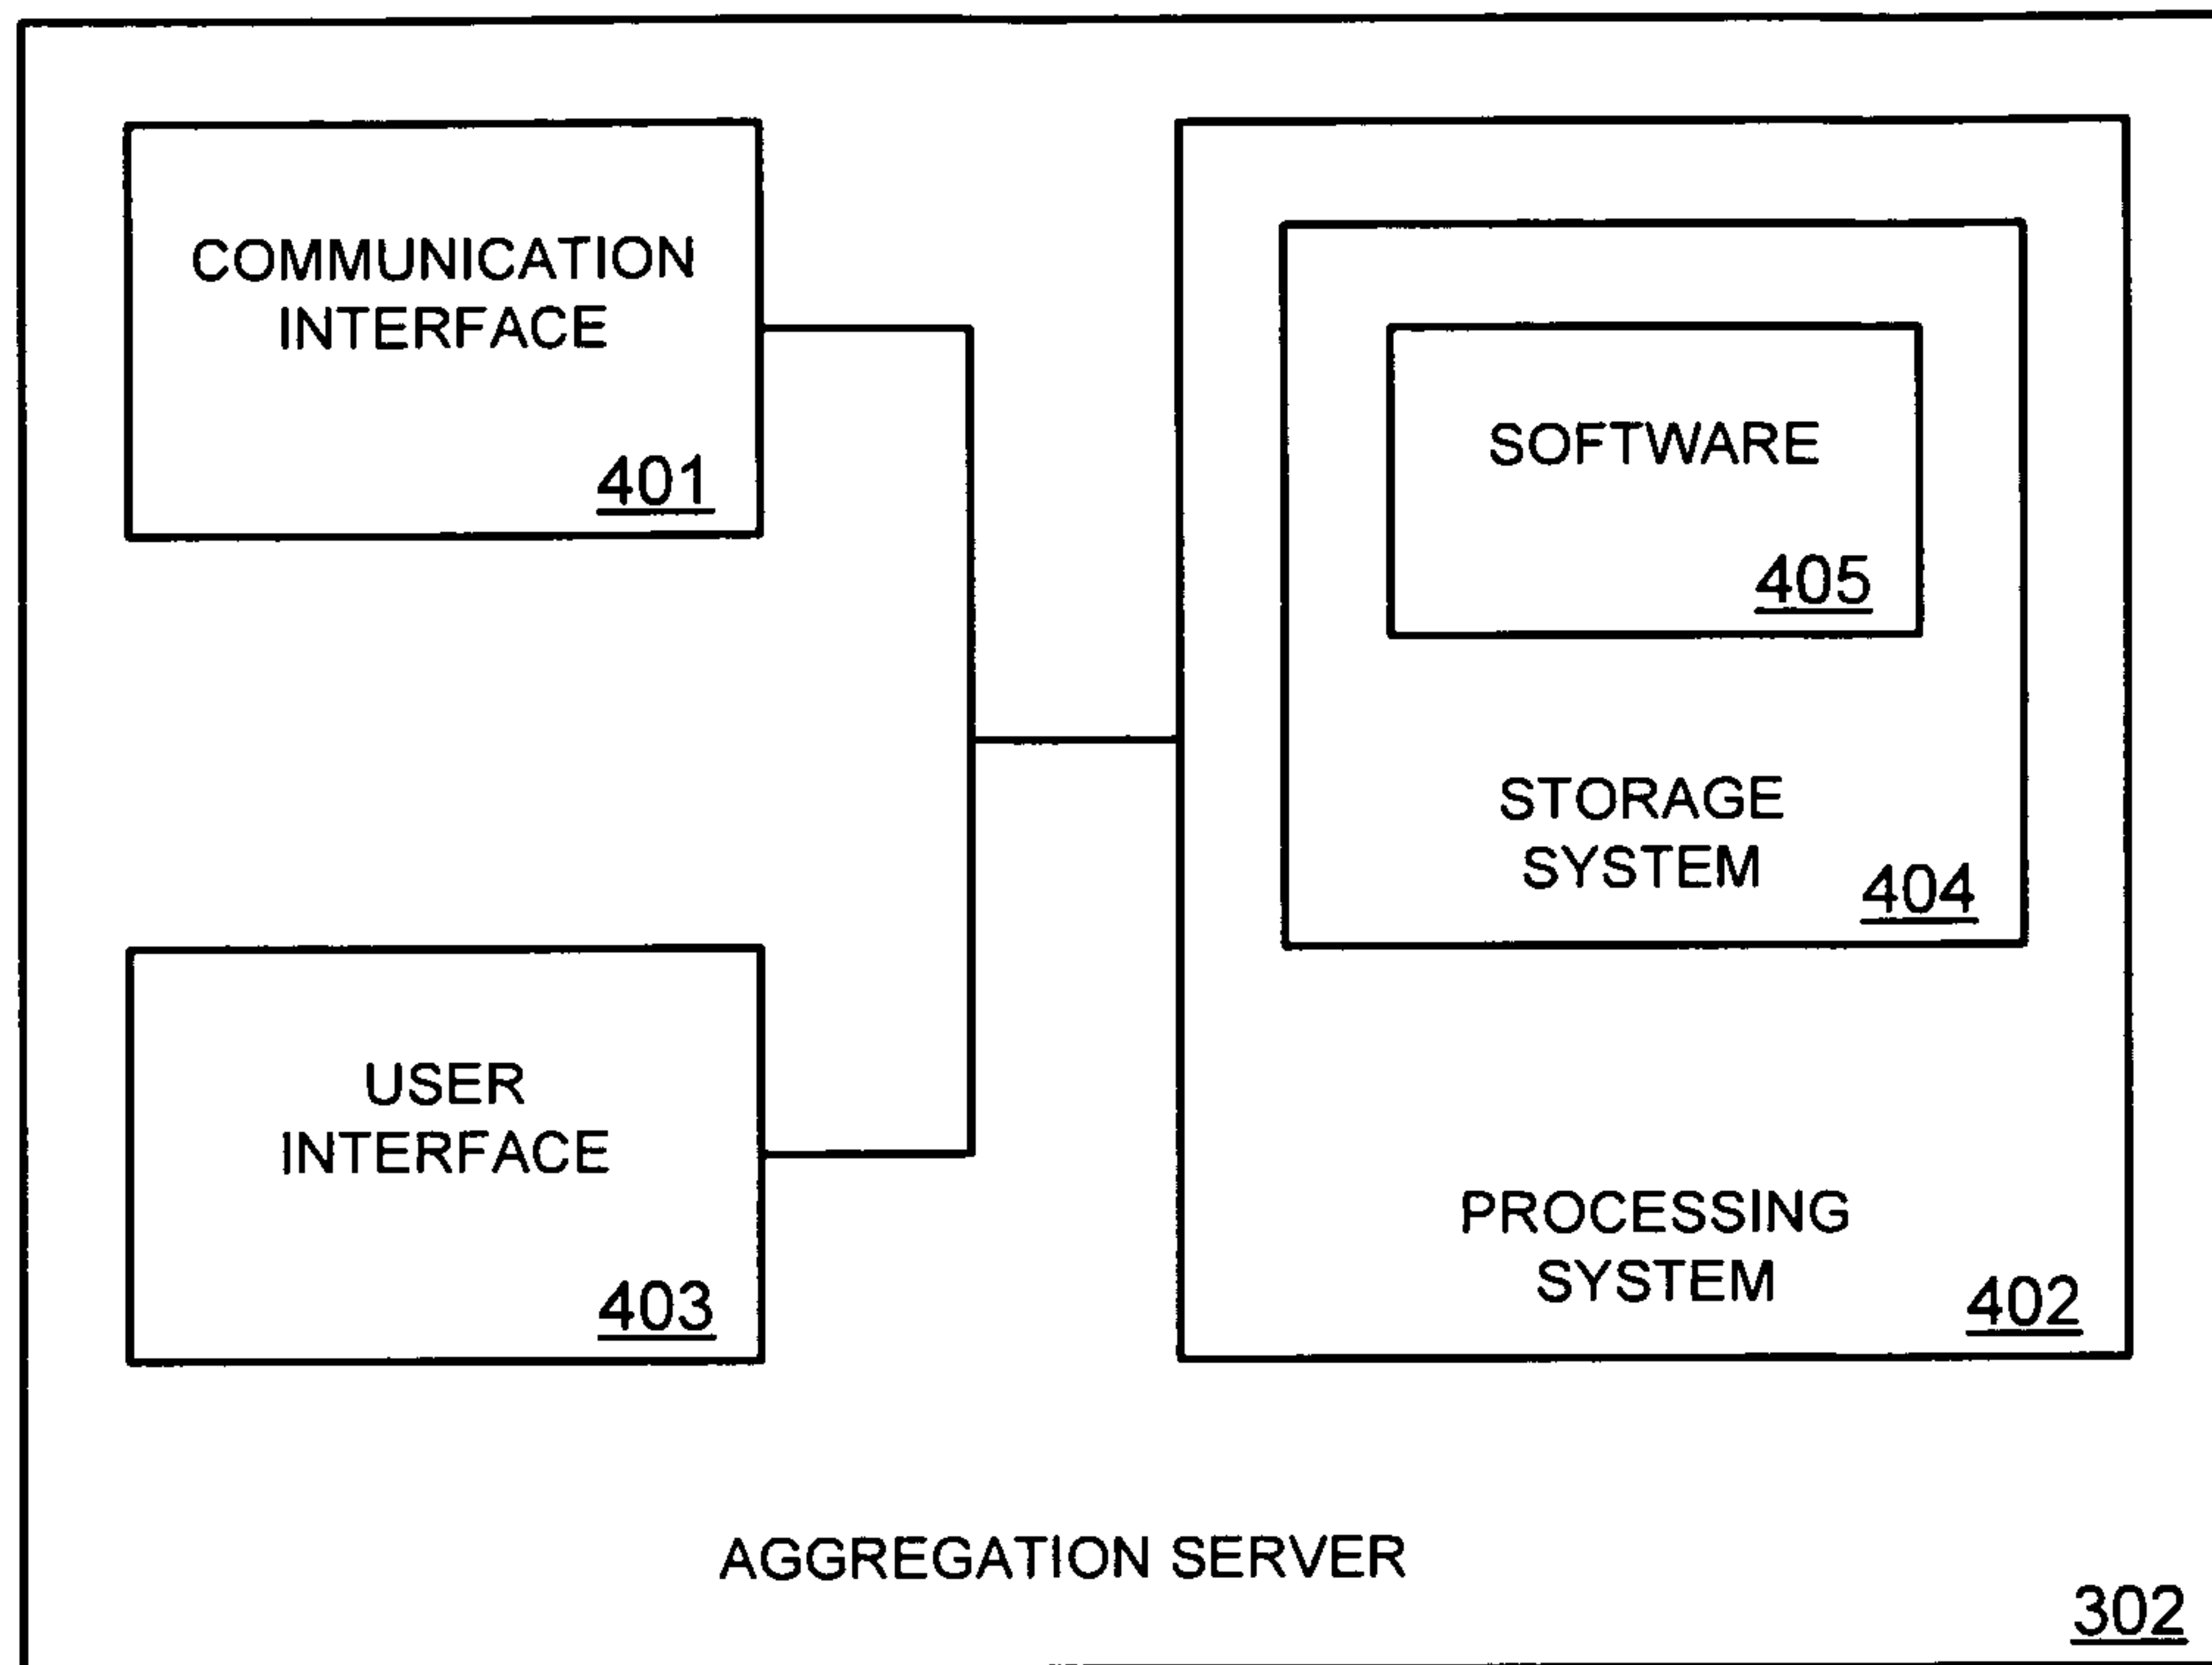 COMMUNICATION
INTERFACE
401
SOFTWARE
405
STORAGE
SYSTEM
404
USER
INTERFACE
403
PROCESSING
SYSTEM
402
AGGREGATION SERVER
302